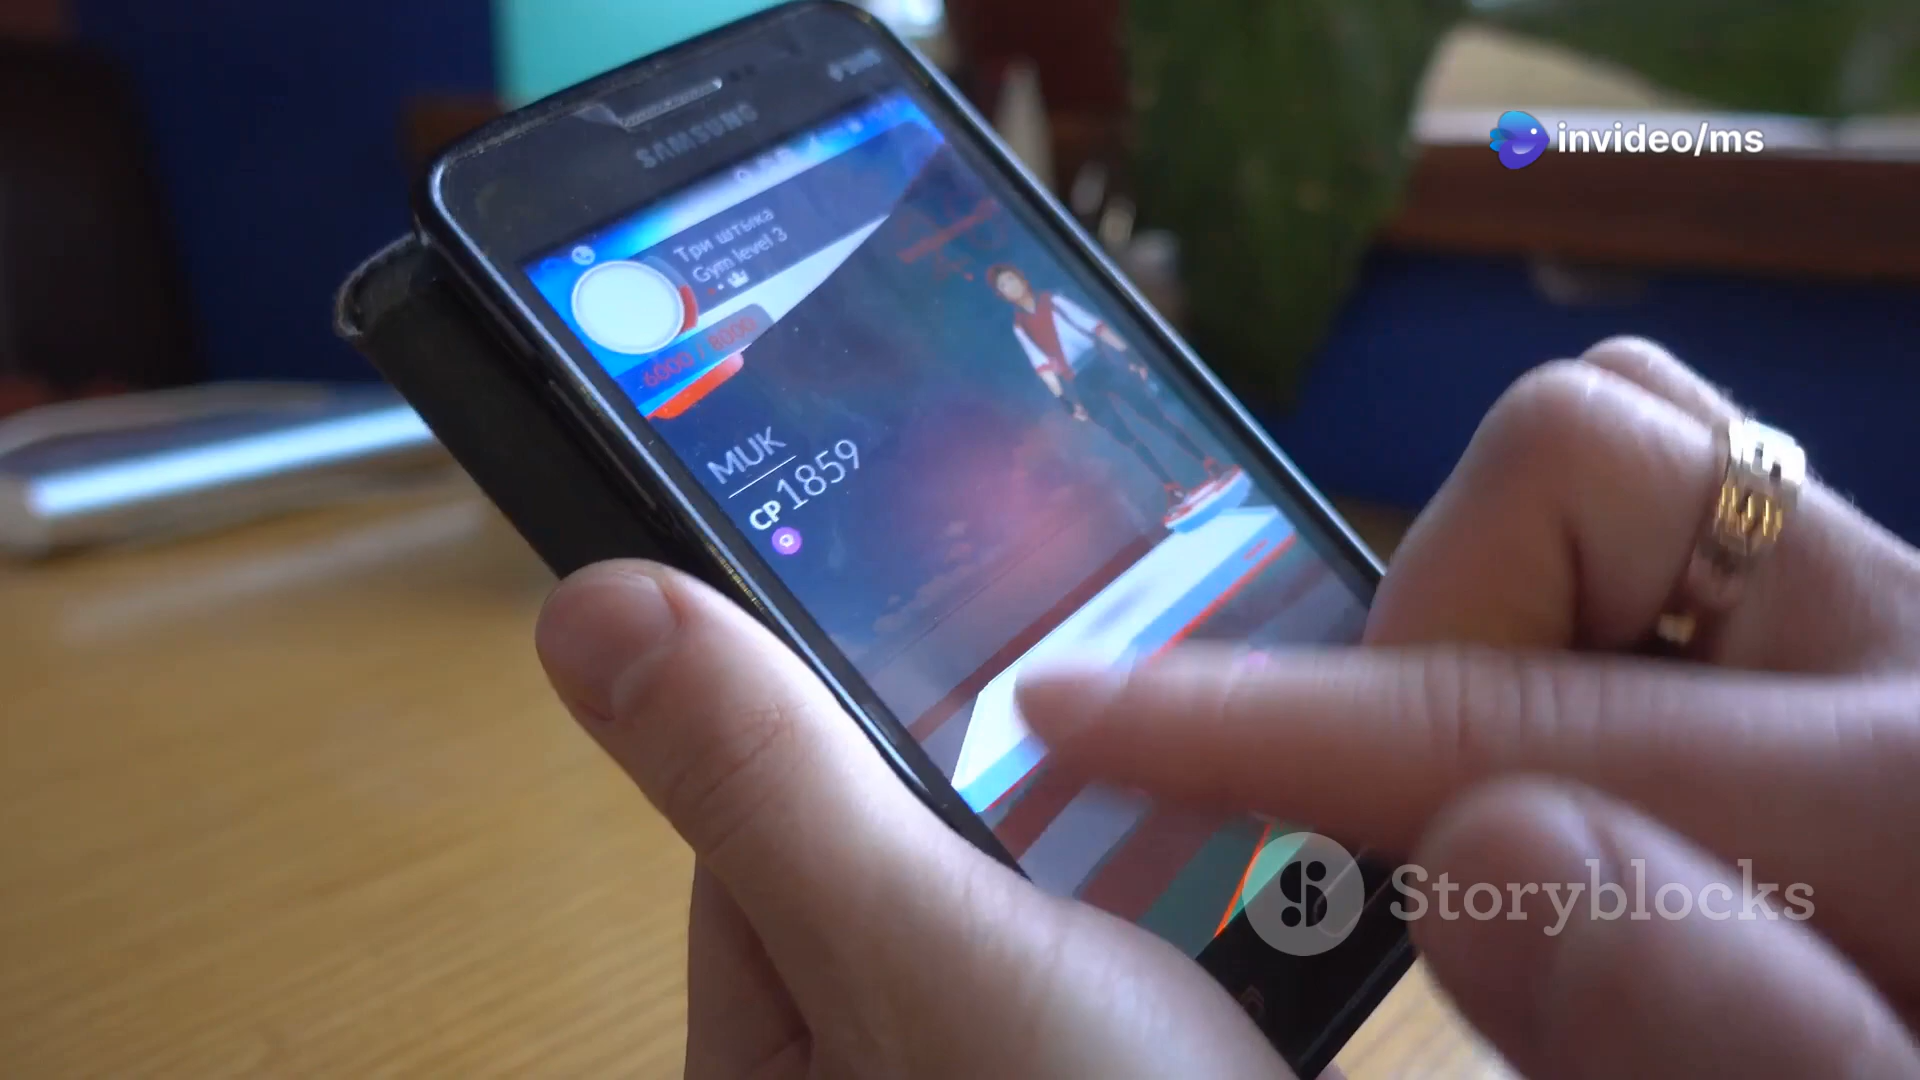 invideo/ms
SAMSUNG
Три штыка
Gym level 3
6000 / 8000
MUK
CP 1859
Storyblocks